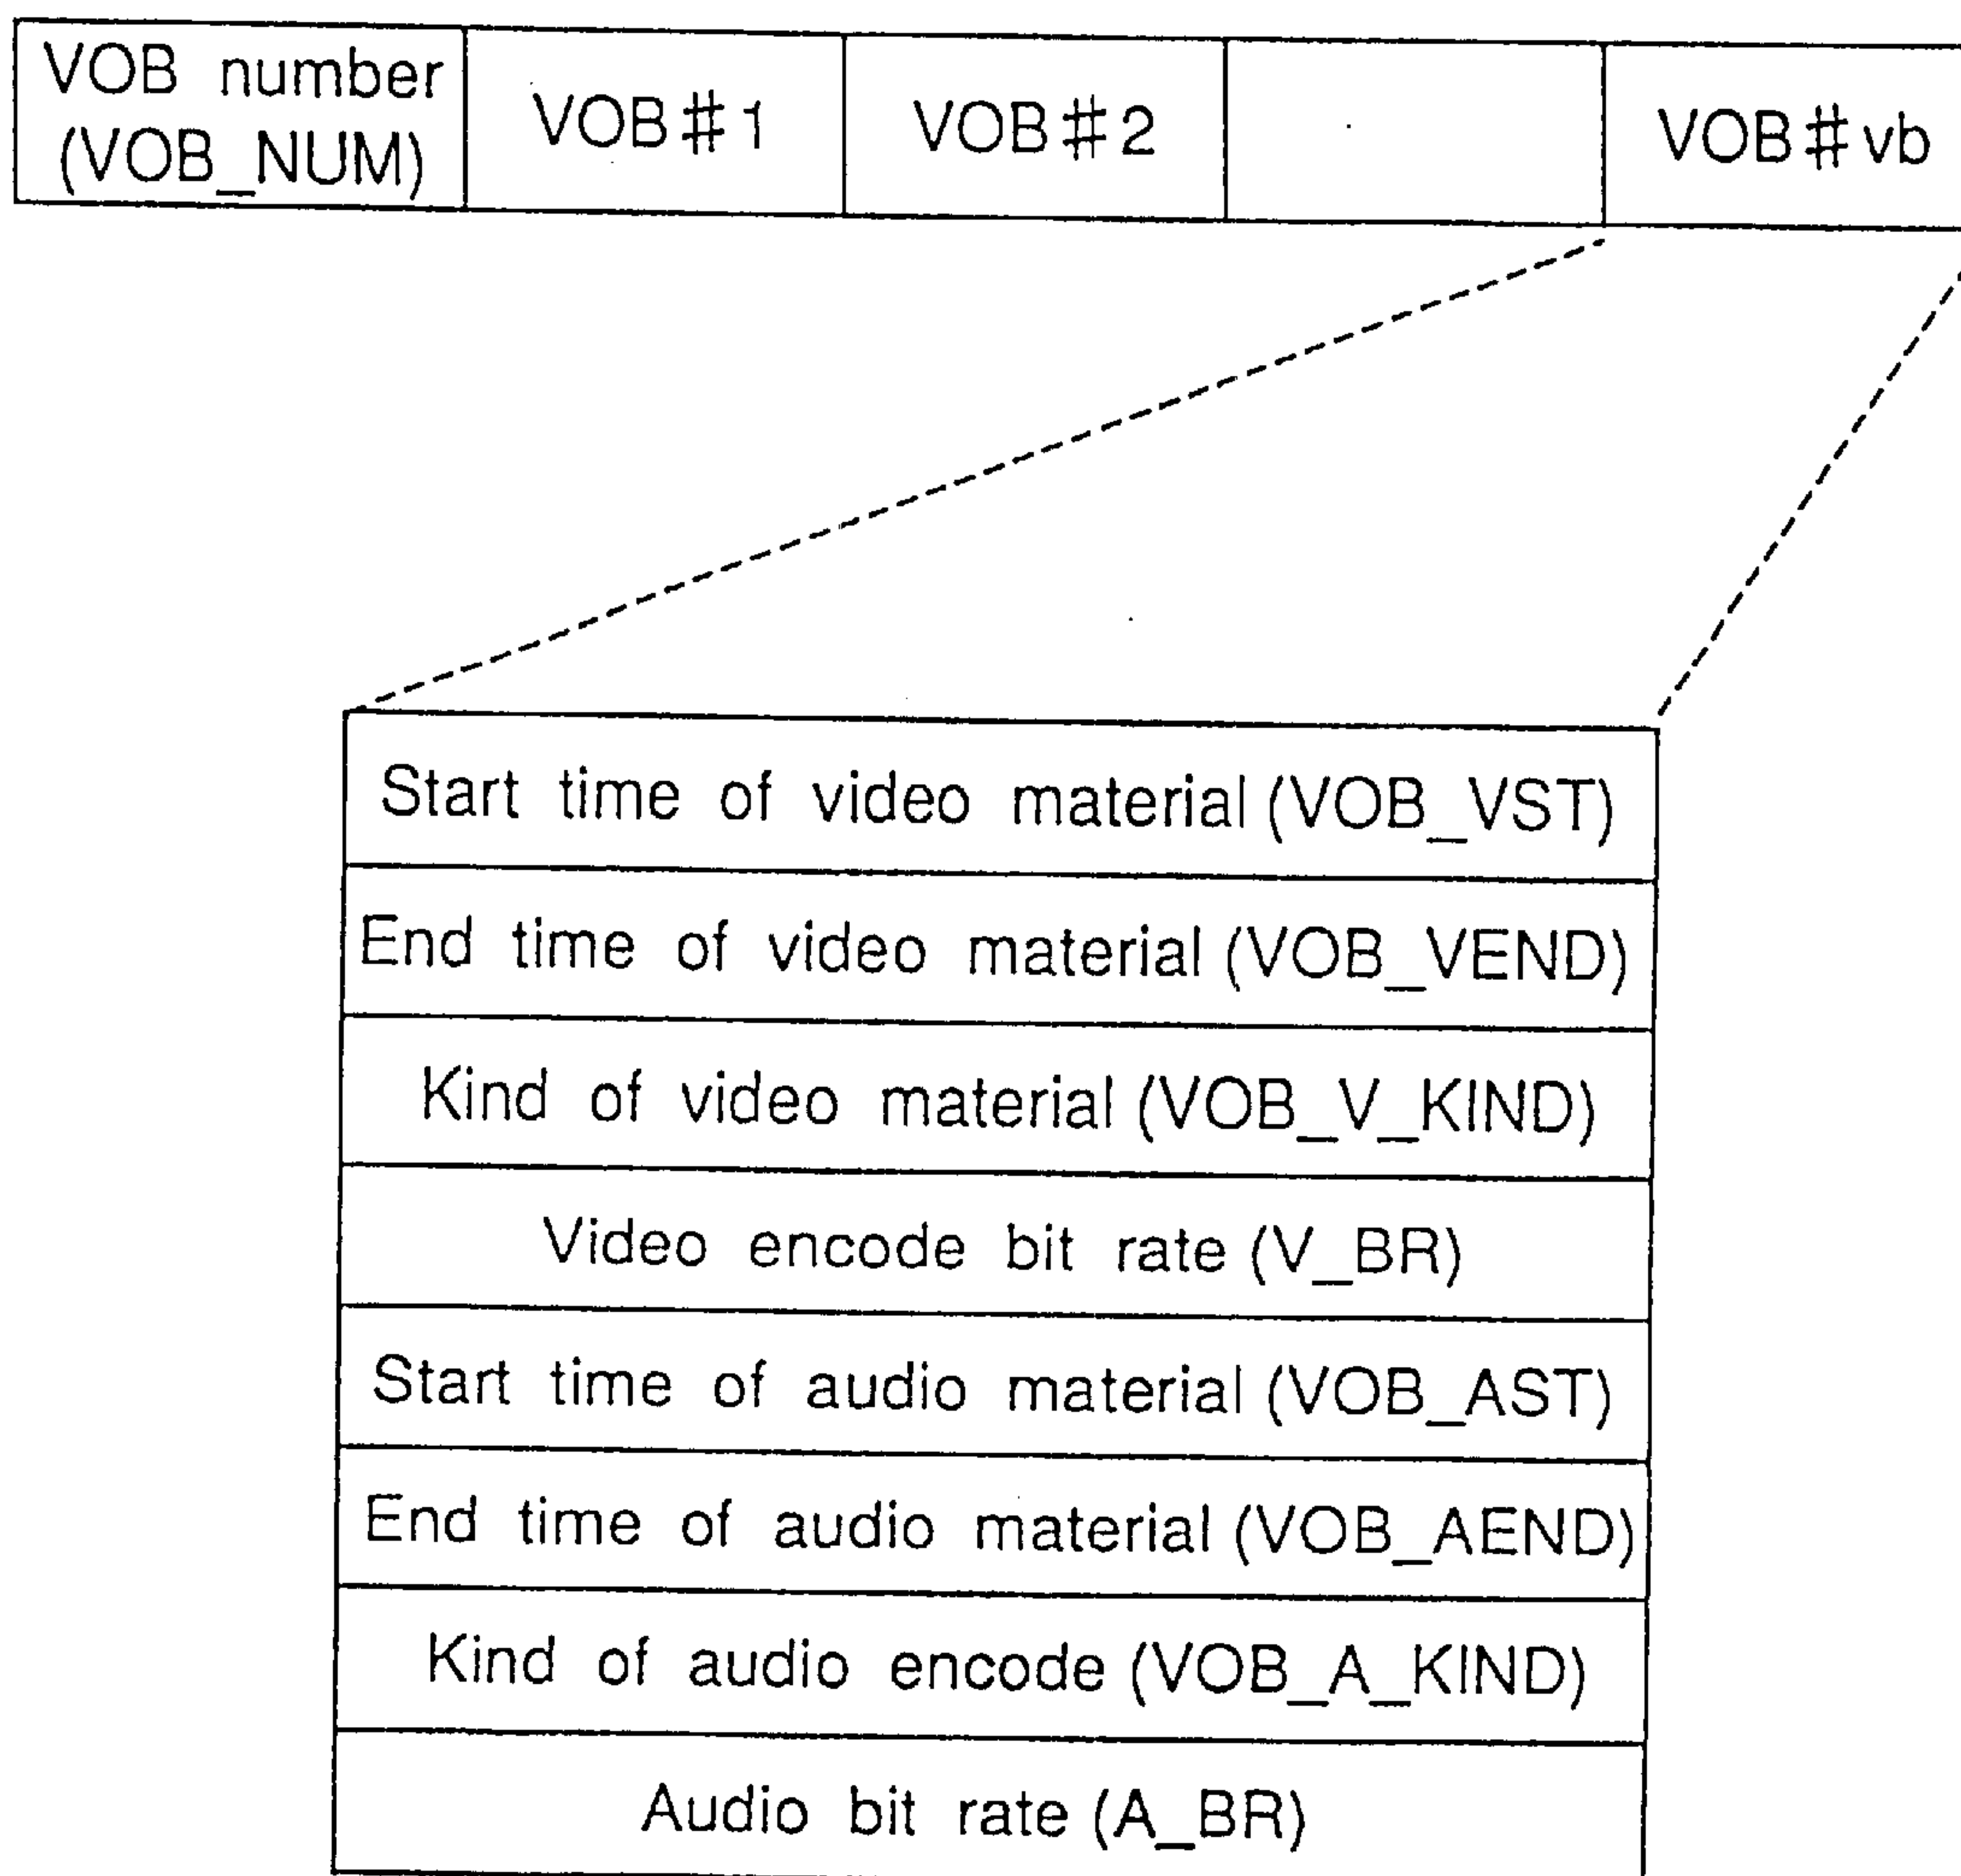 VOB number
(VOB_NUM)
VOB#1
VOB#2
VOB#vb
Start time of video material (VOB_VST)
End time of video material (VOB_VEND)
Kind of video material (VOB_V_KIND)
Video encode bit rate (V_BR)
Start time of audio material (VOB_AST)
End time of audio material (VOB_AEND)
Kind of audio encode (VOB_A_KIND)
Audio bit rate (A_BR)